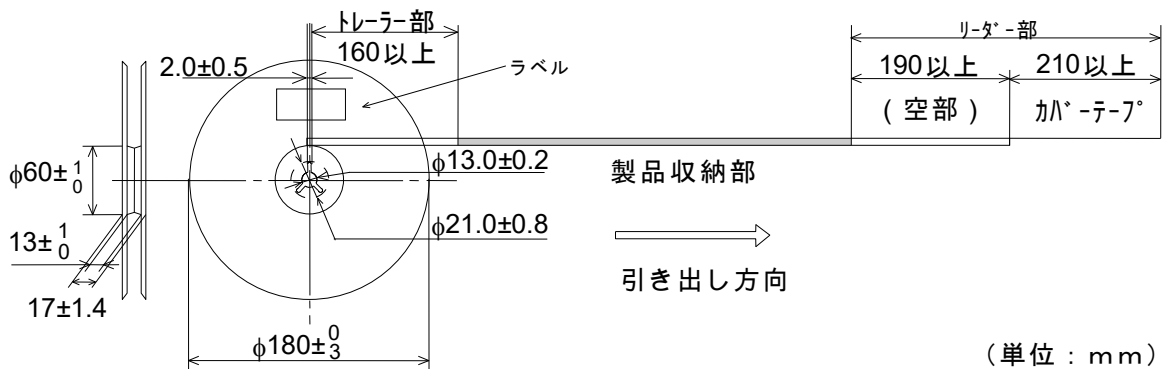 トレーラー部
160以上
2.0±0.5
ラベル
リーダー部
190以上
210以上
(空部)
カバーテープ
φ60±1 0
φ13.0±0.2
製品収納部
φ21.0±0.8
13±1 0
引き出し方向
17±1.4
φ180±0 3
(単位:mm)